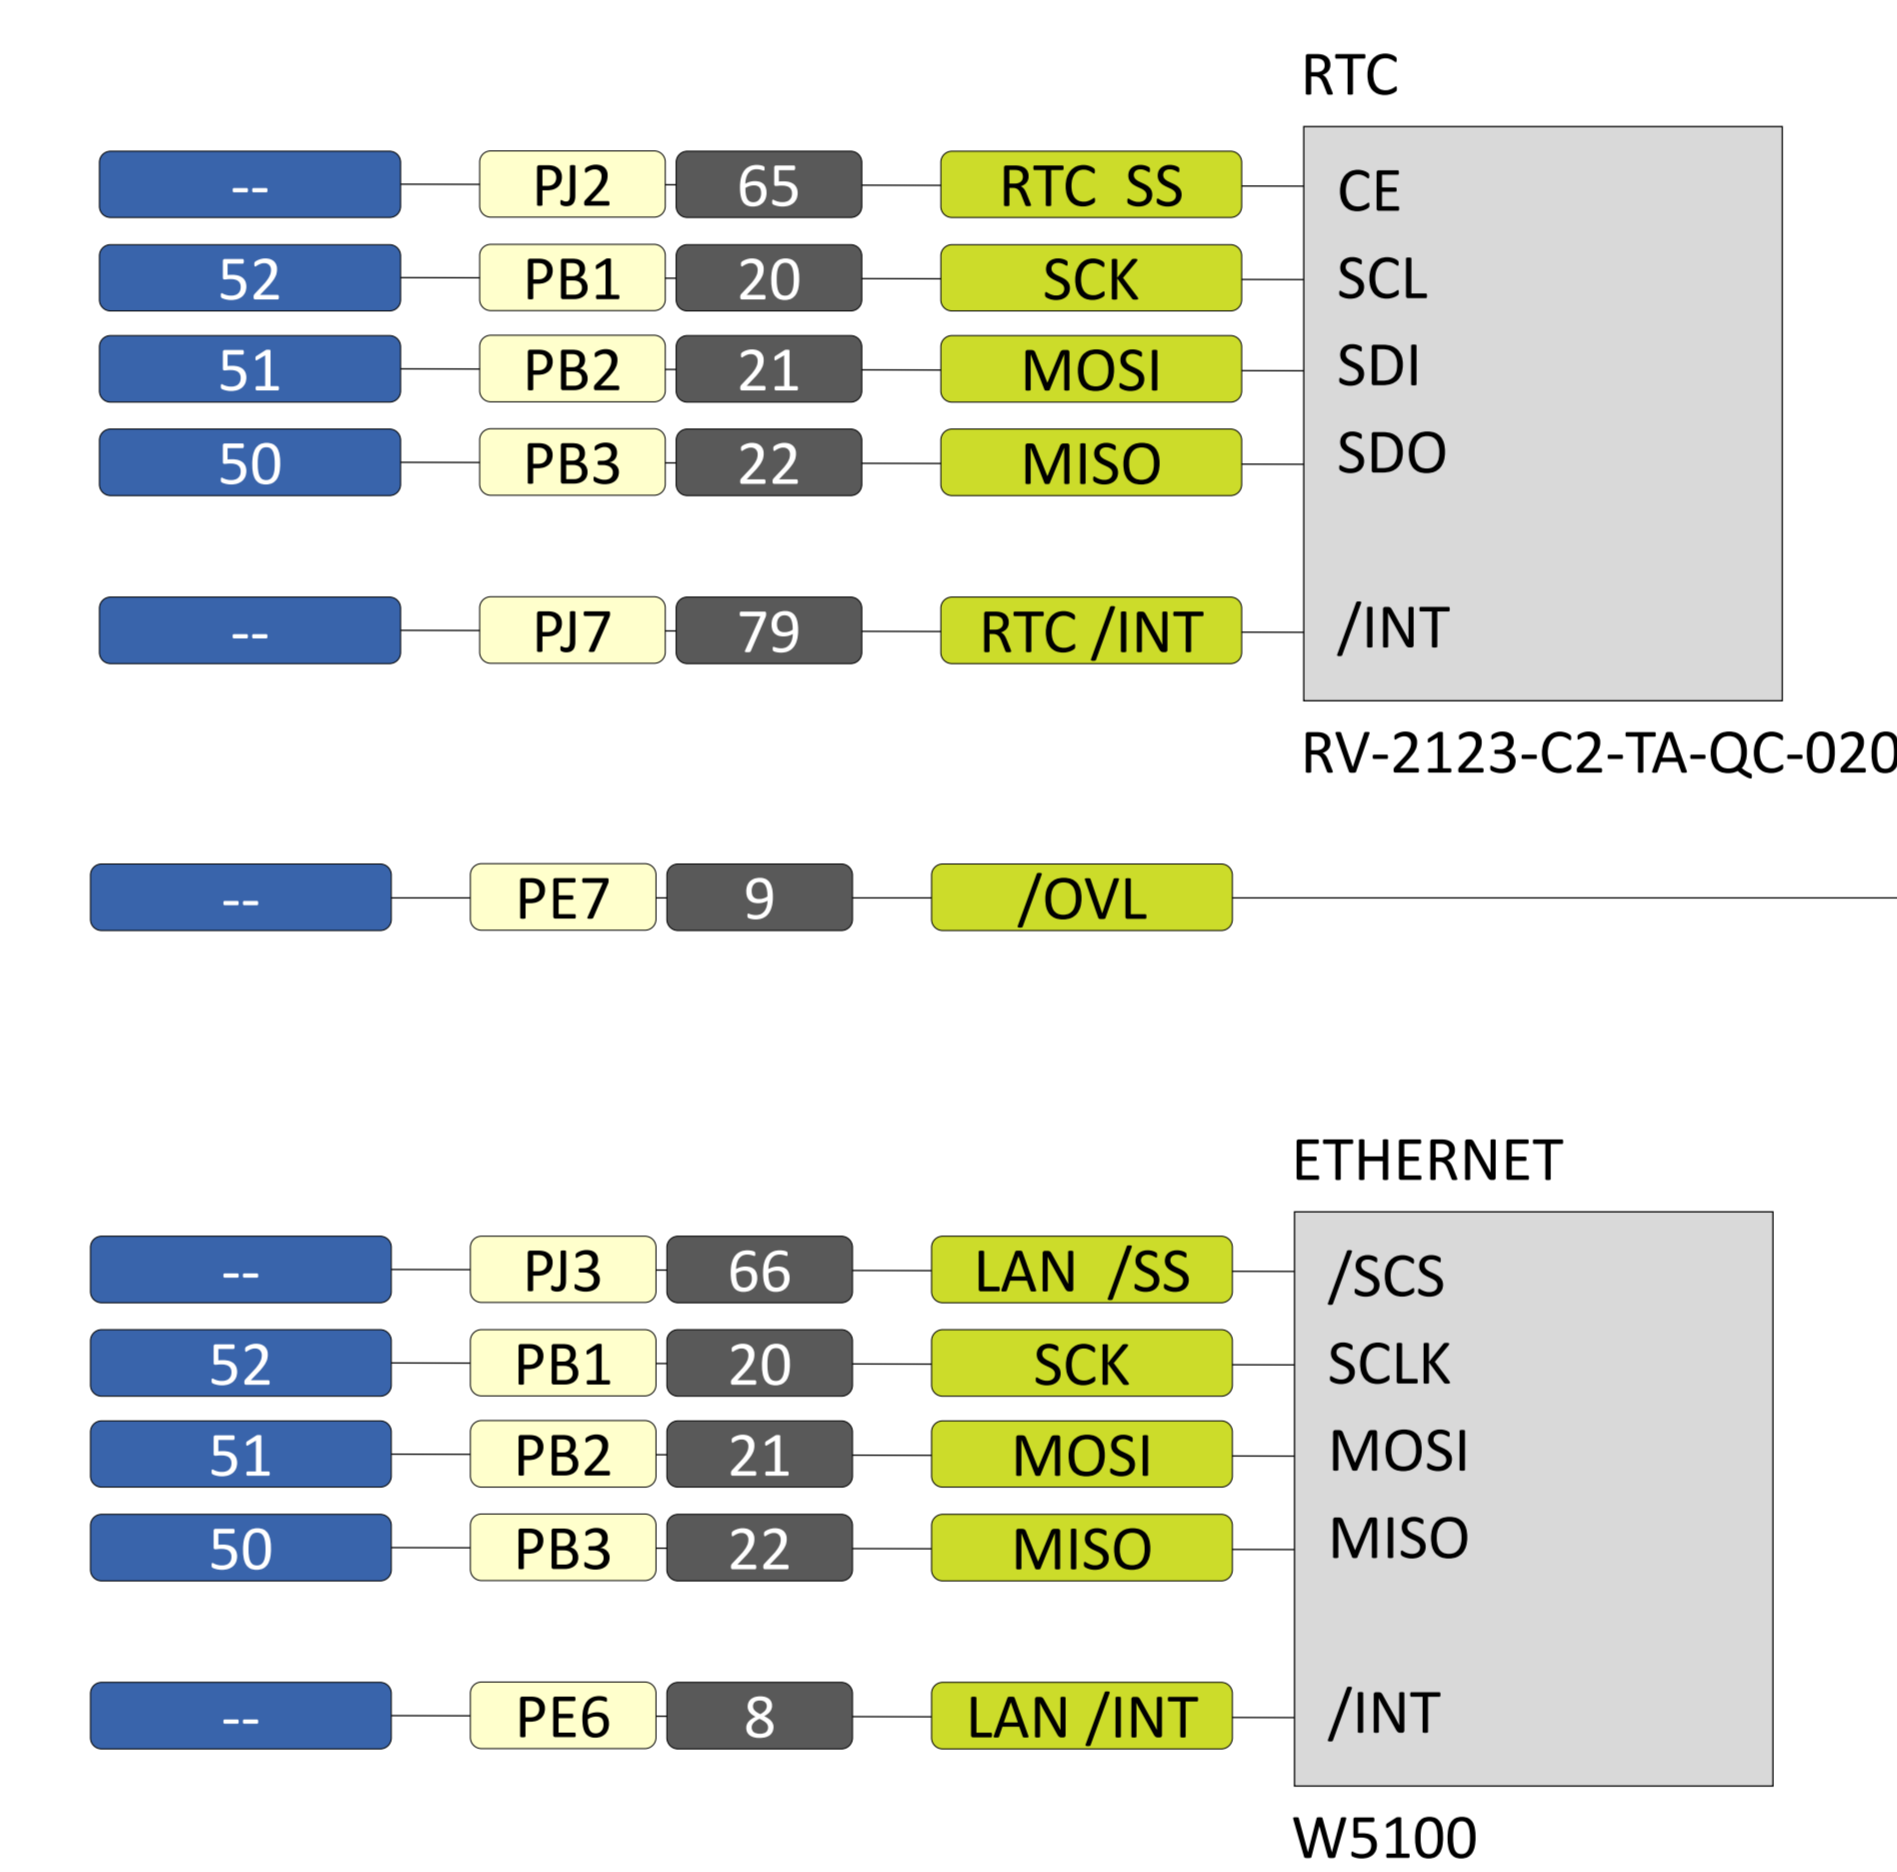 RTC
-- PJ2 65 RTC SS CE
52 PB1 20 SCK SCL
51 PB2 21 MOSI SDI
50 PB3 22 MISO SDO
-- PJ7 79 RTC /INT /INT
RV-2123-C2-TA-QC-020
-- PE7 9 /OVL
ETHERNET
-- PJ3 66 LAN /SS /SCS
52 PB1 20 SCK SCLK
51 PB2 21 MOSI MOSI
50 PB3 22 MISO MISO
-- PE6 8 LAN /INT /INT
W5100